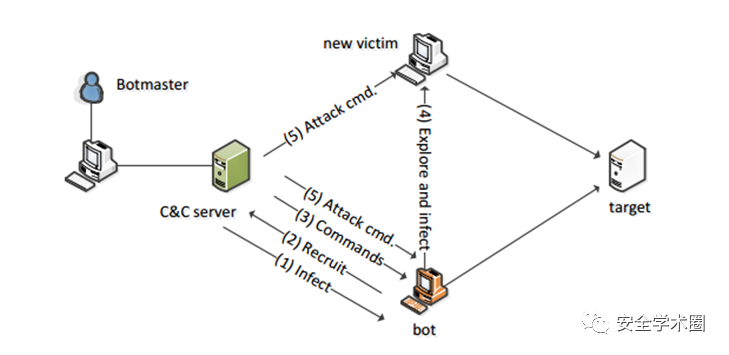 new victim
Botmaster
(5) Attack cmd.
(4) Explore and infect
C&C server
(5) Attack cmd.
(3) Commands
(2) Recruit
(1) Infect
target
bot
安全学术圈